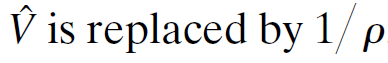 V̂ is replaced by 1/ρ